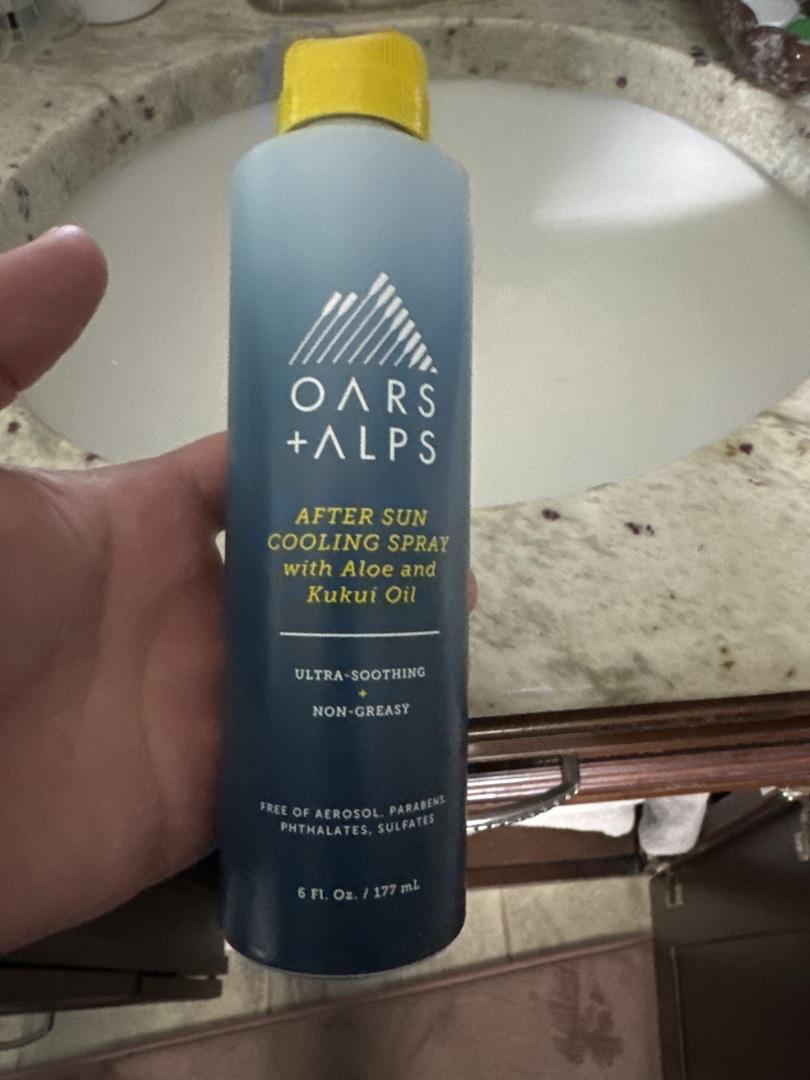 OARS
+ALPS
AFTER SUN
COOLING SPRAY
with Aloe and
Kukui Oil
ULTRA-SOOTHING
+
NON-GREASY
FREE OF AEROSOL, PARABENS,
PHTHALATES, SULFATES
6 Fl. Oz. / 177 mL